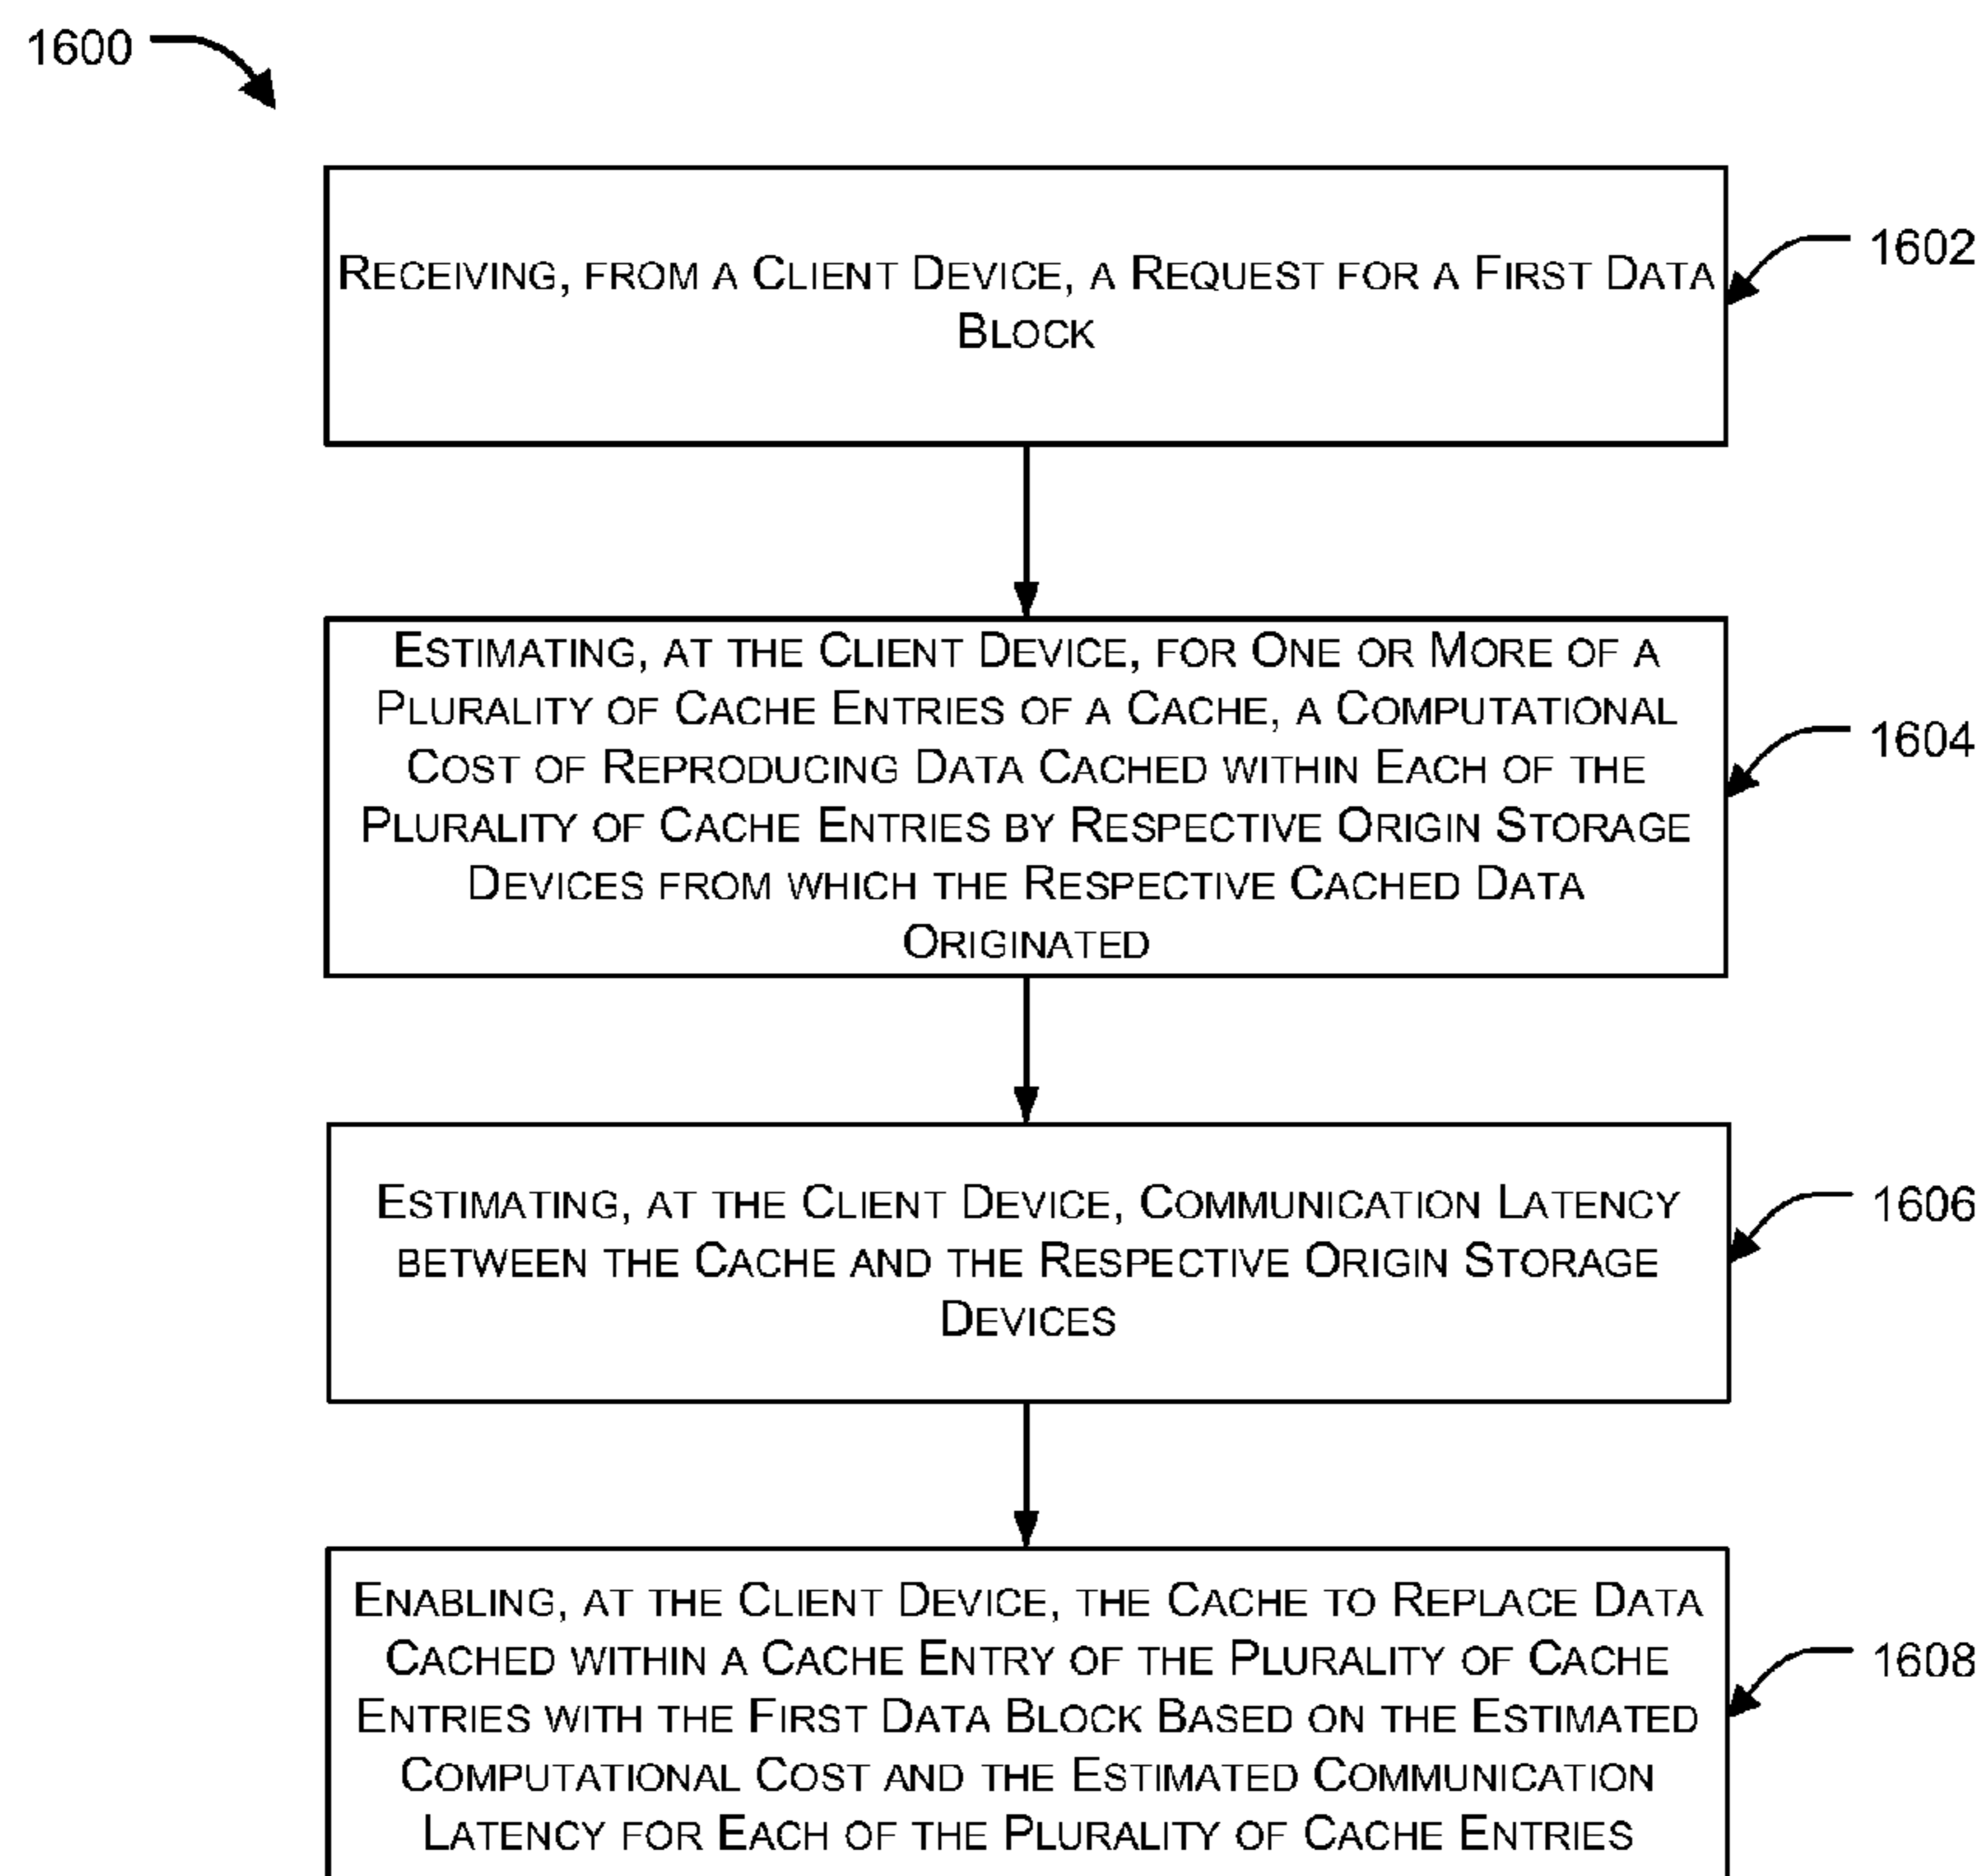 1600
RECEIVING, FROM A CLIENT DEVICE, A REQUEST FOR A FIRST DATA
BLOCK
1602
ESTIMATING, AT THE CLIENT DEVICE, FOR ONE OR MORE OF A
PLURALITY OF CACHE ENTRIES OF A CACHE, A COMPUTATIONAL
COST OF REPRODUCING DATA CACHED WITHIN EACH OF THE
PLURALITY OF CACHE ENTRIES BY RESPECTIVE ORIGIN STORAGE
DEVICES FROM WHICH THE RESPECTIVE CACHED DATA
ORIGINATED
1604
ESTIMATING, AT THE CLIENT DEVICE, COMMUNICATION LATENCY
BETWEEN THE CACHE AND THE RESPECTIVE ORIGIN STORAGE
DEVICES
1606
ENABLING, AT THE CLIENT DEVICE, THE CACHE TO REPLACE DATA
CACHED WITHIN A CACHE ENTRY OF THE PLURALITY OF CACHE
ENTRIES WITH THE FIRST DATA BLOCK BASED ON THE ESTIMATED
COMPUTATIONAL COST AND THE ESTIMATED COMMUNICATION
LATENCY FOR EACH OF THE PLURALITY OF CACHE ENTRIES
1608